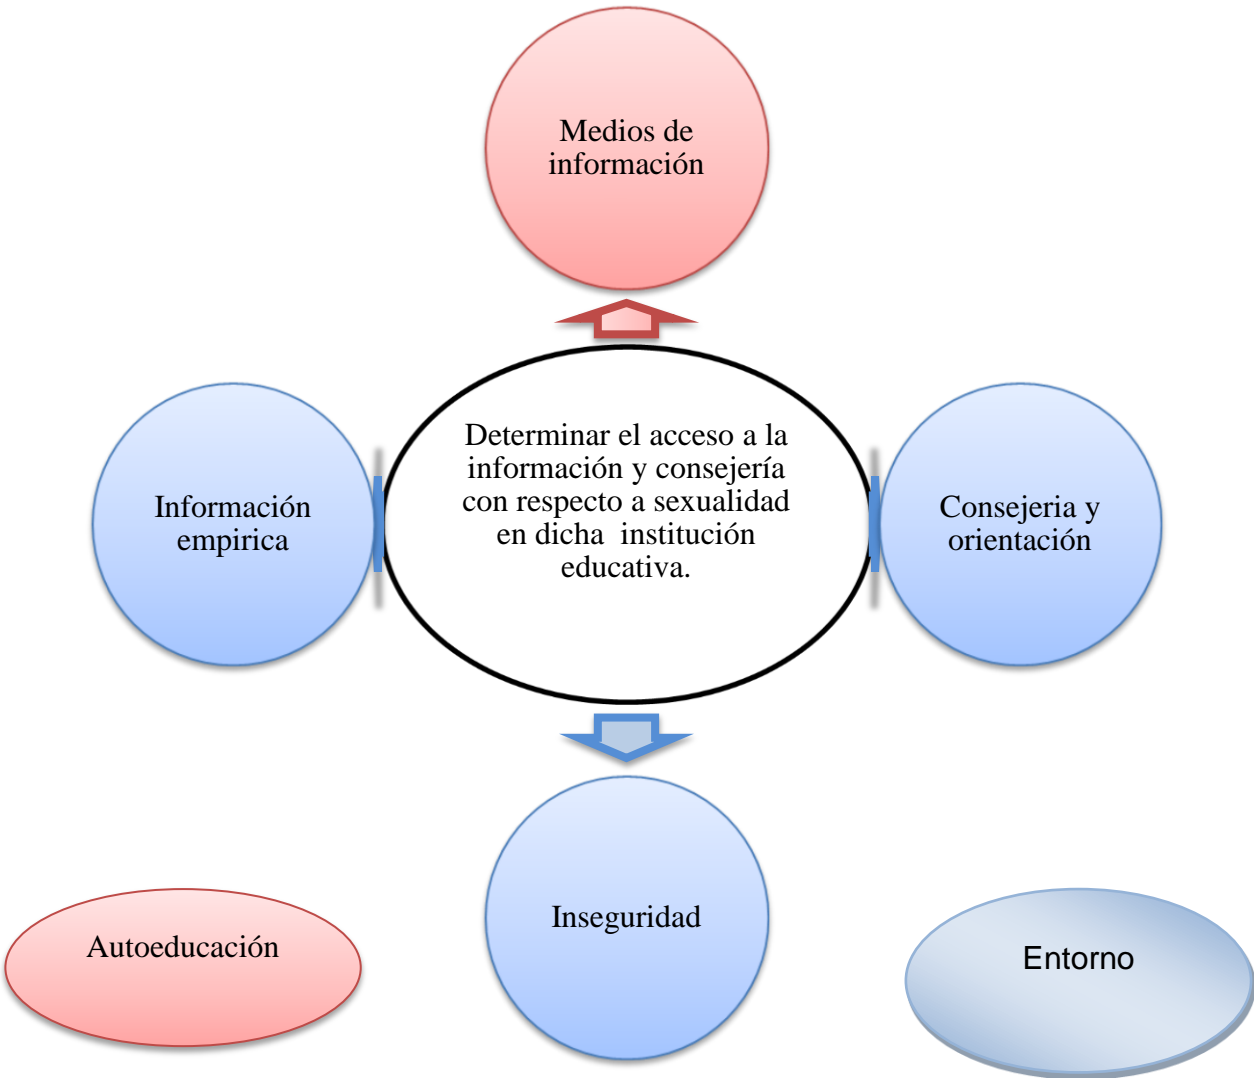 Medios de
información
Determinar el acceso a la
información y consejería
con respecto a sexualidad
en dicha institución
educativa.
Información
empirica
Consejeria y
orientación
Inseguridad
Autoeducación
Entorno